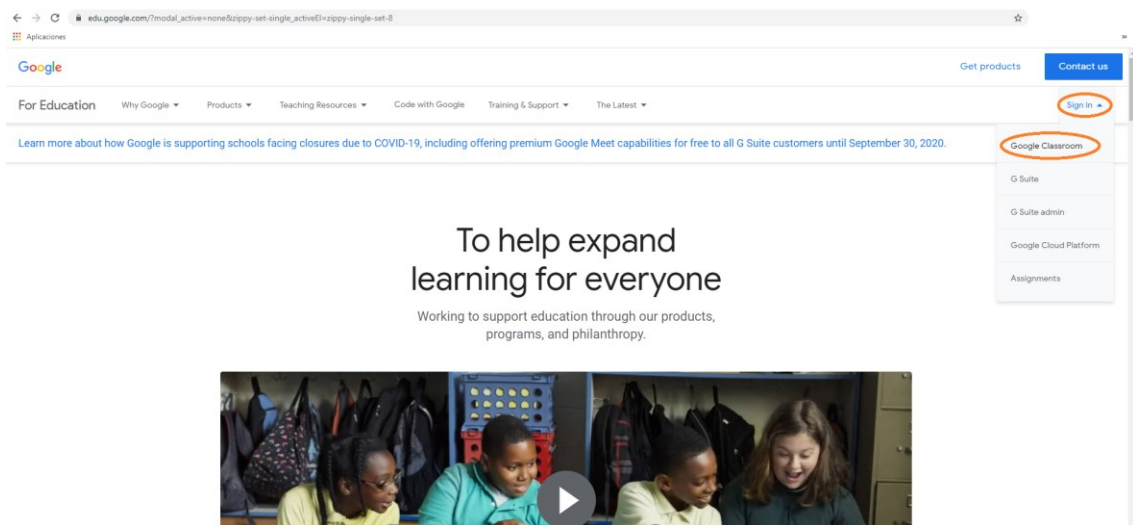 edu.google.com/?modal_active=none&zippy-set-single_activeEl=zippy-single-set-8
Aplicaciones
Google
Get products
Contact us
For Education
Why Google
Products
Teaching Resources
Code with Google
Training & Support
The Latest
Sign in
Learn more about how Google is supporting schools facing closures due to COVID-19, including offering premium Google Meet capabilities for free to all G Suite customers until September 30, 2020.
Google Classroom
G Suite
G Suite admin
Google Cloud Platform
Assignments
To help expand
learning for everyone
Working to support education through our products,
programs, and philanthropy.